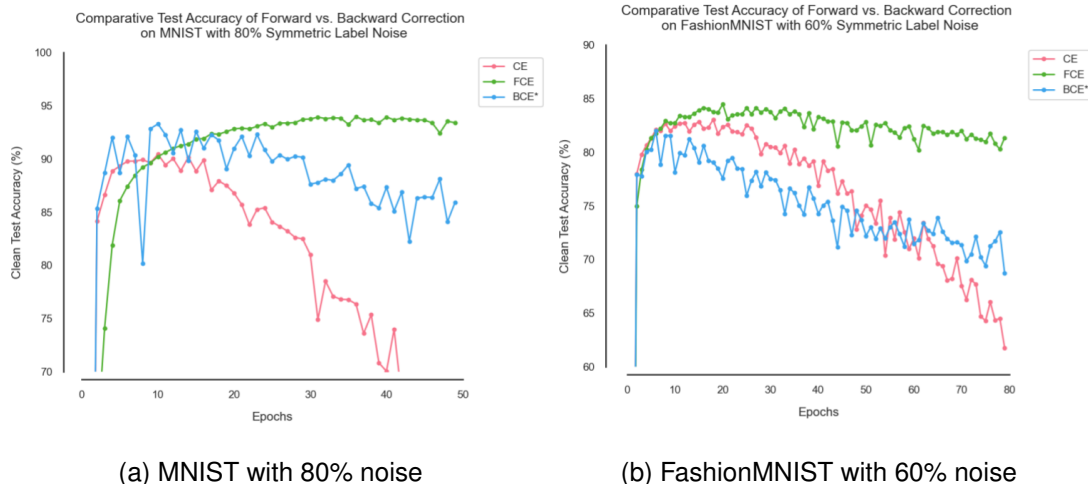 Comparative Test Accuracy of Forward vs. Backward Correction
on MNIST with 80% Symmetric Label Noise
100
95
90
85
80
75
70
Clean Test Accuracy (%)
0
10
20
30
40
50
Epochs
CE
FCE
BCE*
(a) MNIST with 80% noise
Comparative Test Accuracy of Forward vs. Backward Correction
on FashionMNIST with 60% Symmetric Label Noise
90
85
80
75
70
65
60
Clean Test Accuracy (%)
0
10
20
30
40
50
60
70
80
Epochs
CE
FCE
BCE*
(b) FashionMNIST with 60% noise